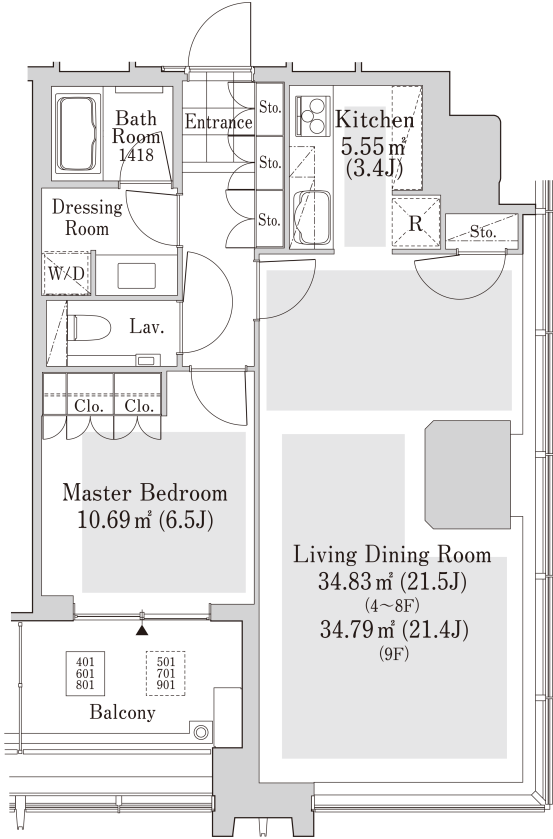 Bath
Room
1418
Entrance
Sto.
Sto.
Sto.
Kitchen
5.55㎡
(3.4J)
Dressing
Room
R
Sto.
W/D
Lav.
Clo.
Clo.
Master Bedroom
10.69㎡(6.5J)
Living Dining Room
34.83㎡(21.5J)
(4〜8F)
34.79㎡(21.4J)
(9F)
401
601
801
501
701
901
Balcony